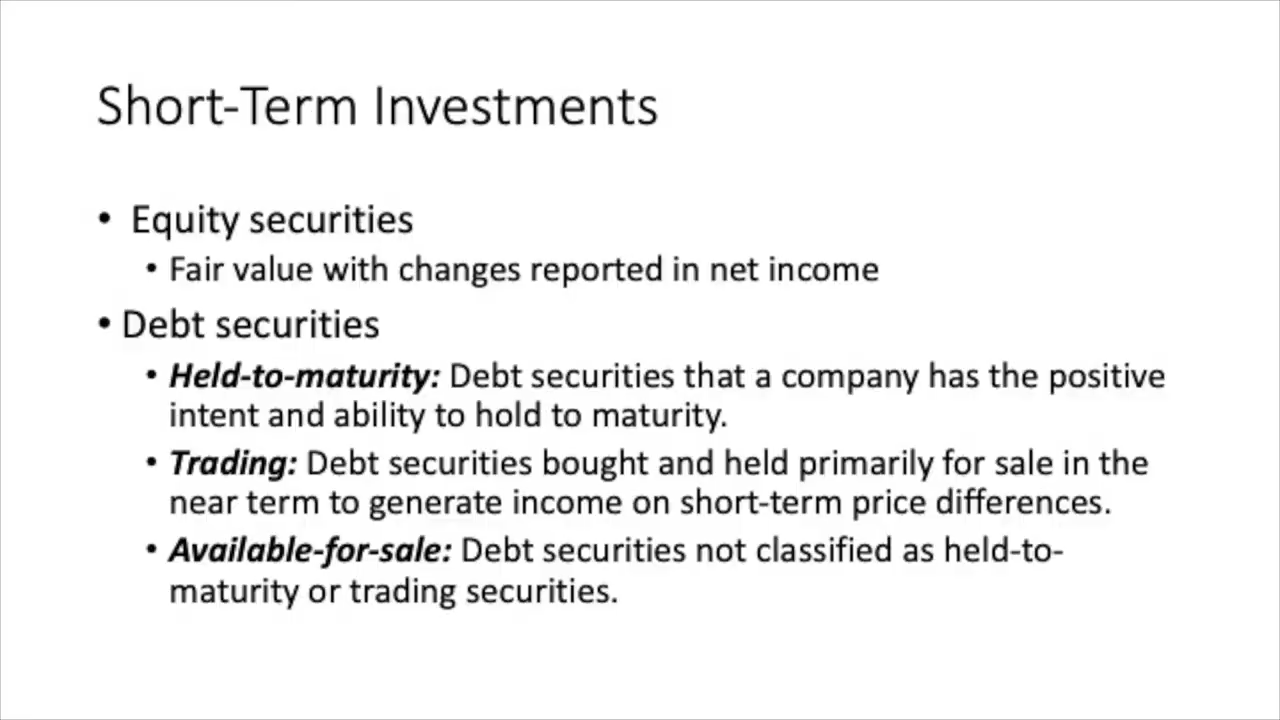 Short-Term Investments
• Equity securities
• Fair value with changes reported in net income
• Debt securities
• Held-to-maturity: Debt securities that a company has the positive
intent and ability to hold to maturity.
• Trading: Debt securities bought and held primarily for sale in the
near term to generate income on short-term price differences.
• Available-for-sale: Debt securities not classified as held-to-
maturity or trading securities.